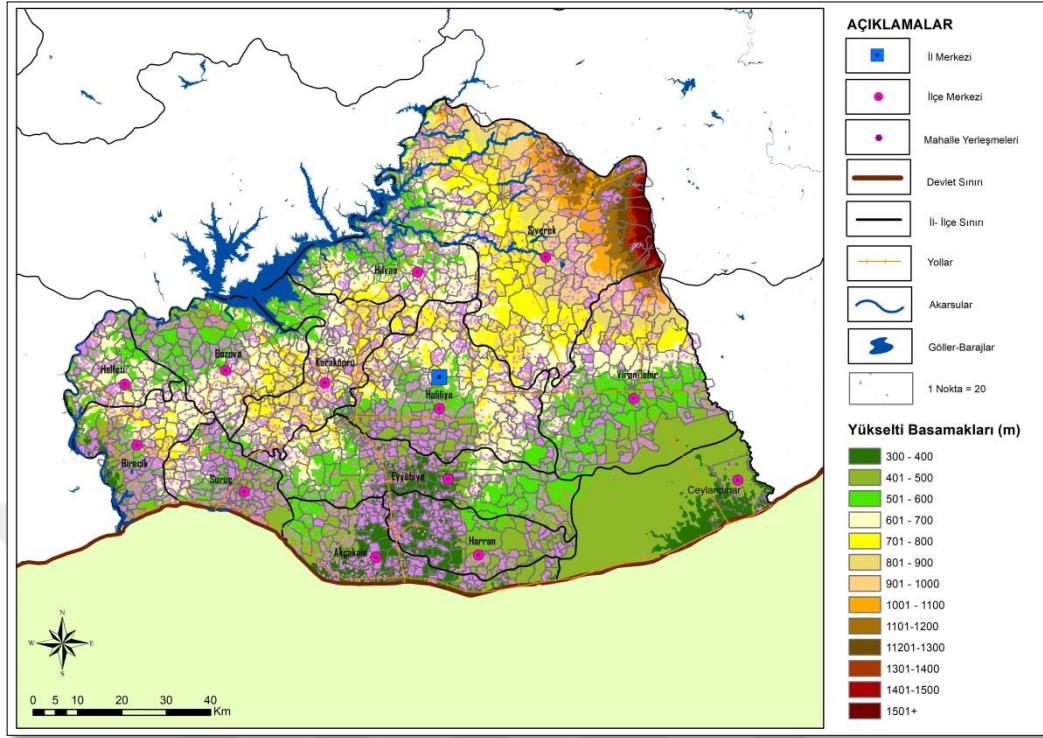 AÇIKLAMALAR
İl Merkezi
İlçe Merkezi
Mahalle Yerleşmeleri
Devlet Sınırı
İl- İlçe Sınırı
Yollar
Akarsular
Göller-Barajlar
1 Nokta = 20
Yükselti Basamakları (m)
300 - 400
401 - 500
501 - 600
601 - 700
701 - 800
801 - 900
901 - 1000
1001 - 1100
1101-1200
11201-1300
1301-1400
1401-1500
1501+
Siverek
Hilvan
Bozova
Karaköprü
Halfeti
Viranşehir
Haliliye
Birecik
Suruç
Eyyübiye
Ceylanpınar
Akçakale
Harran
N
W E
S
0 5 10 20 30 40
Km